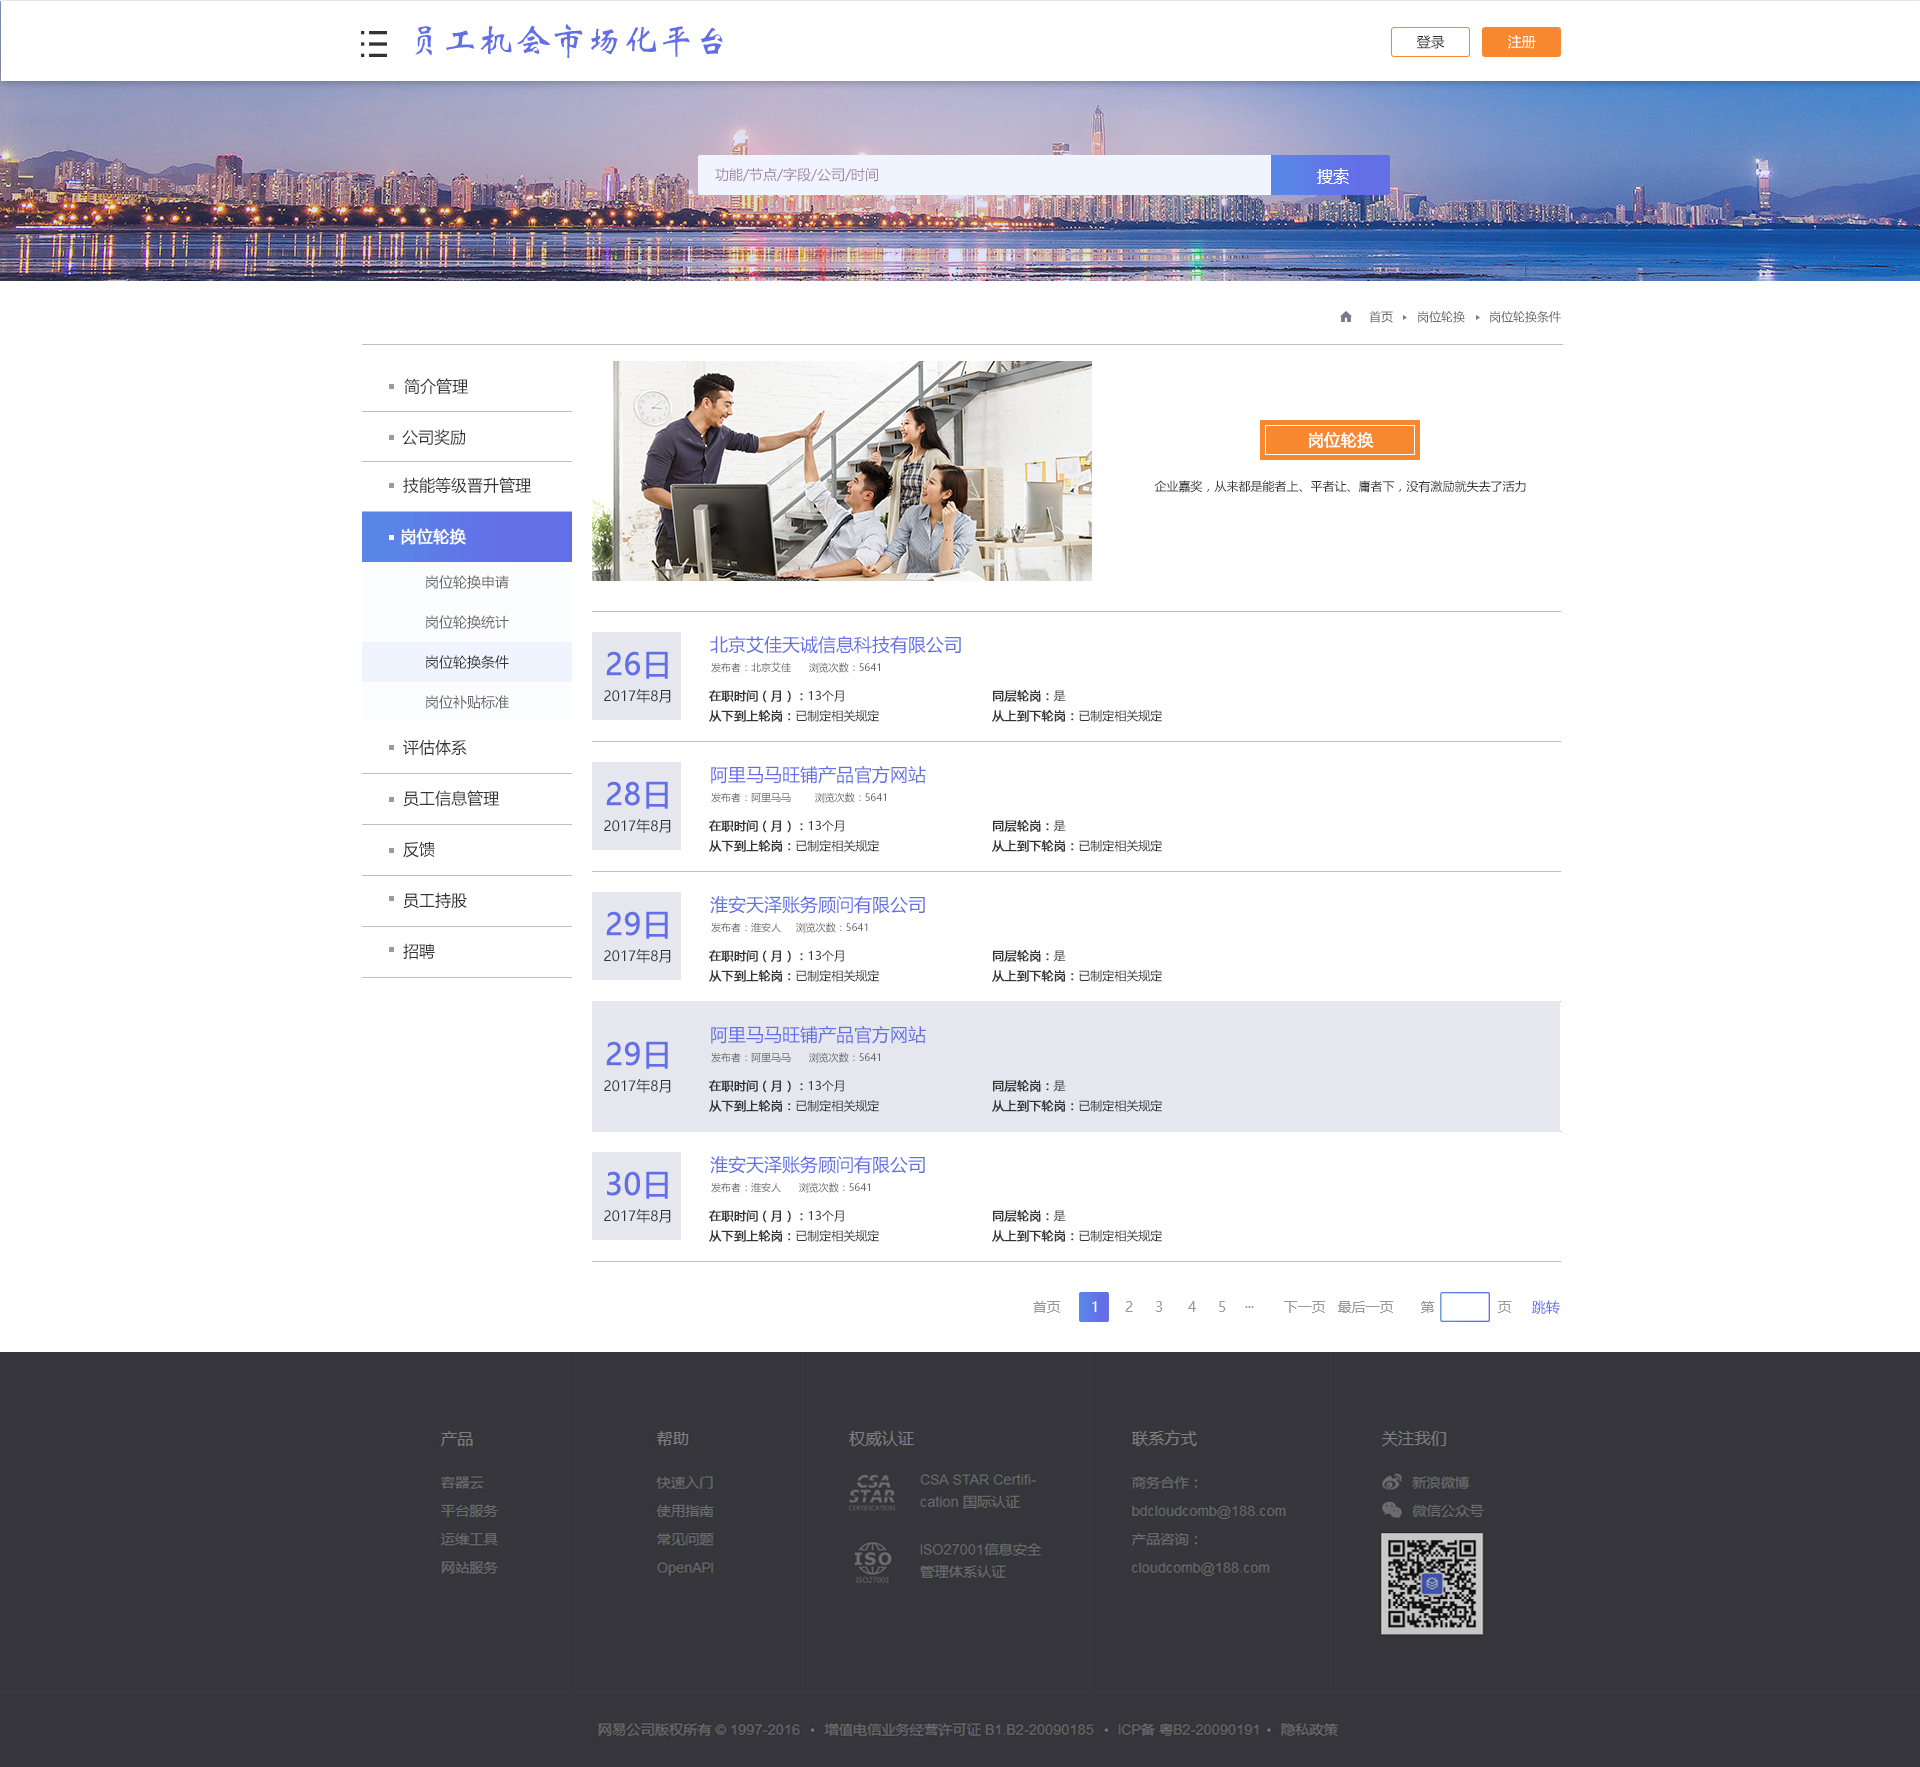 员工机会市场化平台
登录
注册
功能/节点/字段/公司/时间
搜索
首页 岗位轮换 岗位轮换条件
简介管理
公司奖励
技能等级晋升管理
岗位轮换
岗位轮换申请
岗位轮换统计
岗位轮换条件
岗位补贴标准
评估体系
员工信息管理
反馈
员工持股
招聘
岗位轮换
企业嘉奖，从来都是能者上、平者让、庸者下，没有激励就失去了活力
26日
2017年8月
北京艾佳天诚信息科技有限公司
发布者：北京艾佳 浏览次数：5641
在职时间（月）：13个月 同层轮岗：是
从下到上轮岗：已制定相关规定 从上到下轮岗：已制定相关规定
28日
2017年8月
阿里马马旺铺产品官方网站
发布者：阿里马马 浏览次数：5641
在职时间（月）：13个月 同层轮岗：是
从下到上轮岗：已制定相关规定 从上到下轮岗：已制定相关规定
29日
2017年8月
淮安天泽账务顾问有限公司
发布者：淮安人 浏览次数：5641
在职时间（月）：13个月 同层轮岗：是
从下到上轮岗：已制定相关规定 从上到下轮岗：已制定相关规定
29日
2017年8月
阿里马马旺铺产品官方网站
发布者：阿里马马 浏览次数：5641
在职时间（月）：13个月 同层轮岗：是
从下到上轮岗：已制定相关规定 从上到下轮岗：已制定相关规定
30日
2017年8月
淮安天泽账务顾问有限公司
发布者：淮安人 浏览次数：5641
在职时间（月）：13个月 同层轮岗：是
从下到上轮岗：已制定相关规定 从上到下轮岗：已制定相关规定
首页 1 2 3 4 5 ··· 下一页 最后一页 第 页 跳转
产品
容器云
平台服务
运维工具
网站服务
帮助
快速入门
使用指南
常见问题
OpenAPI
权威认证
CSA
STAR
CERTIFICATION
CSA STAR Certifi-
cation 国际认证
ISO
ISO27001
ISO27001信息安全
管理体系认证
联系方式
商务合作：
bdcloudcomb@188.com
产品咨询：
cloudcomb@188.com
关注我们
新浪微博
微信公众号
网易公司版权所有 © 1997-2016 • 增值电信业务经营许可证 B1.B2-20090185 • ICP备 粤B2-20090191 • 隐私政策